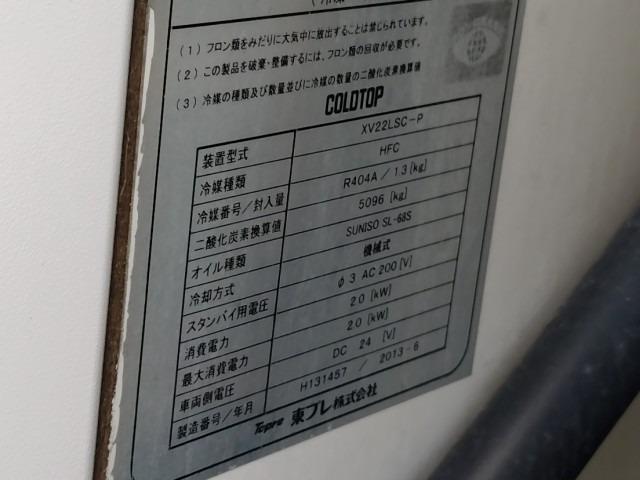 (1) フロン類をみだりに大気中に放出することは禁じられています。
(2) この製品を破棄・整備するには、フロン類の回収が必要です。
(3) 冷媒の種類及び数量並びに冷媒の数量の二酸化炭素換算値
COLDTOP
装置型式 XV22LSC-P
冷媒種類 HFC
冷媒番号/封入量 R404A / 1.3 [kg]
二酸化炭素換算値 5096 [kg]
オイル種類 SUNISO SL-68S
冷却方式 機械式
スタンバイ用電圧 φ3 AC 200 [V]
消費電力 2.0 [kW]
最大消費電力 2.0 [kW]
車両側電圧 DC 24 [V]
製造番号/年月 H131457 / 2013-6
Topre 東プレ株式会社